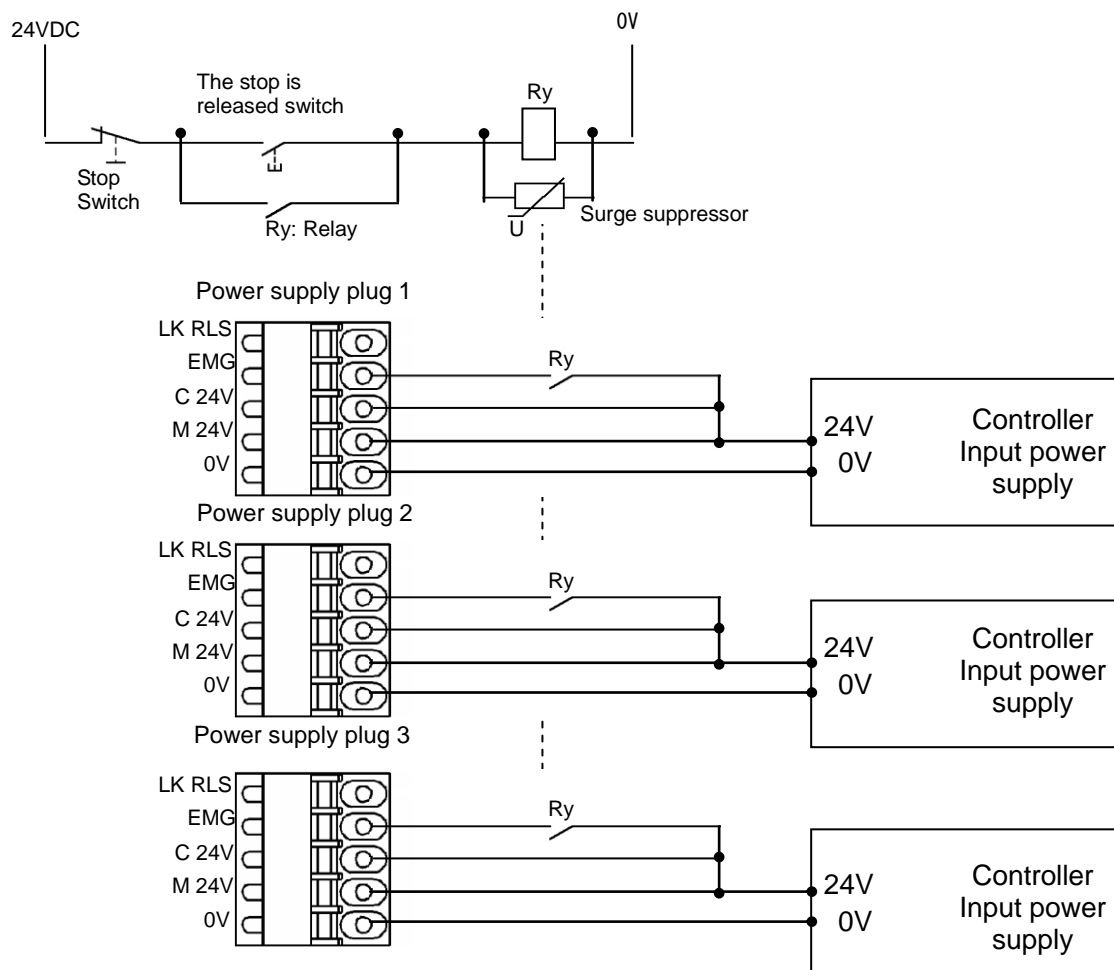 24VDC
0V
The stop is
released switch
Ry
Stop
Switch
Ry: Relay
U
Surge suppressor
Power supply plug 1
LK RLS
EMG
C 24V
M 24V
0V
Ry
24V
0V
Controller
Input power
supply
Power supply plug 2
LK RLS
EMG
C 24V
M 24V
0V
Ry
24V
0V
Controller
Input power
supply
Power supply plug 3
LK RLS
EMG
C 24V
M 24V
0V
Ry
24V
0V
Controller
Input power
supply